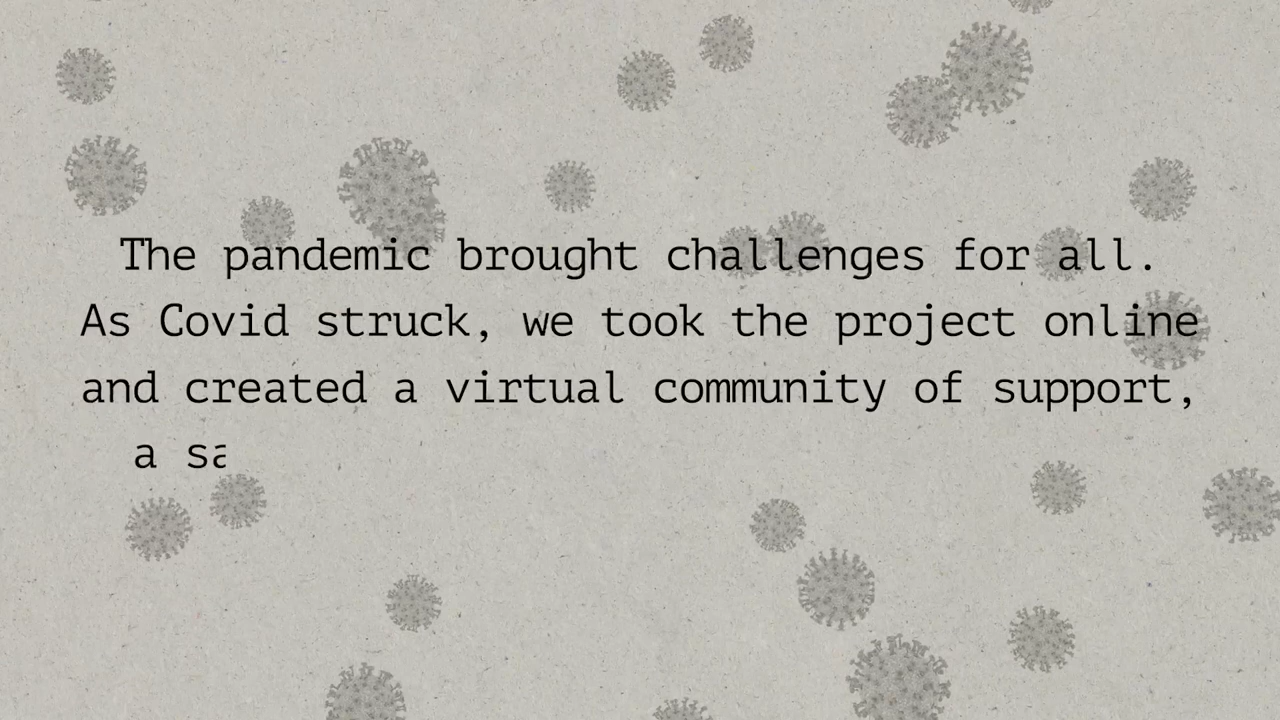 The pandemic brought challenges for all.
As Covid struck, we took the project online
and created a virtual community of support,
a sa